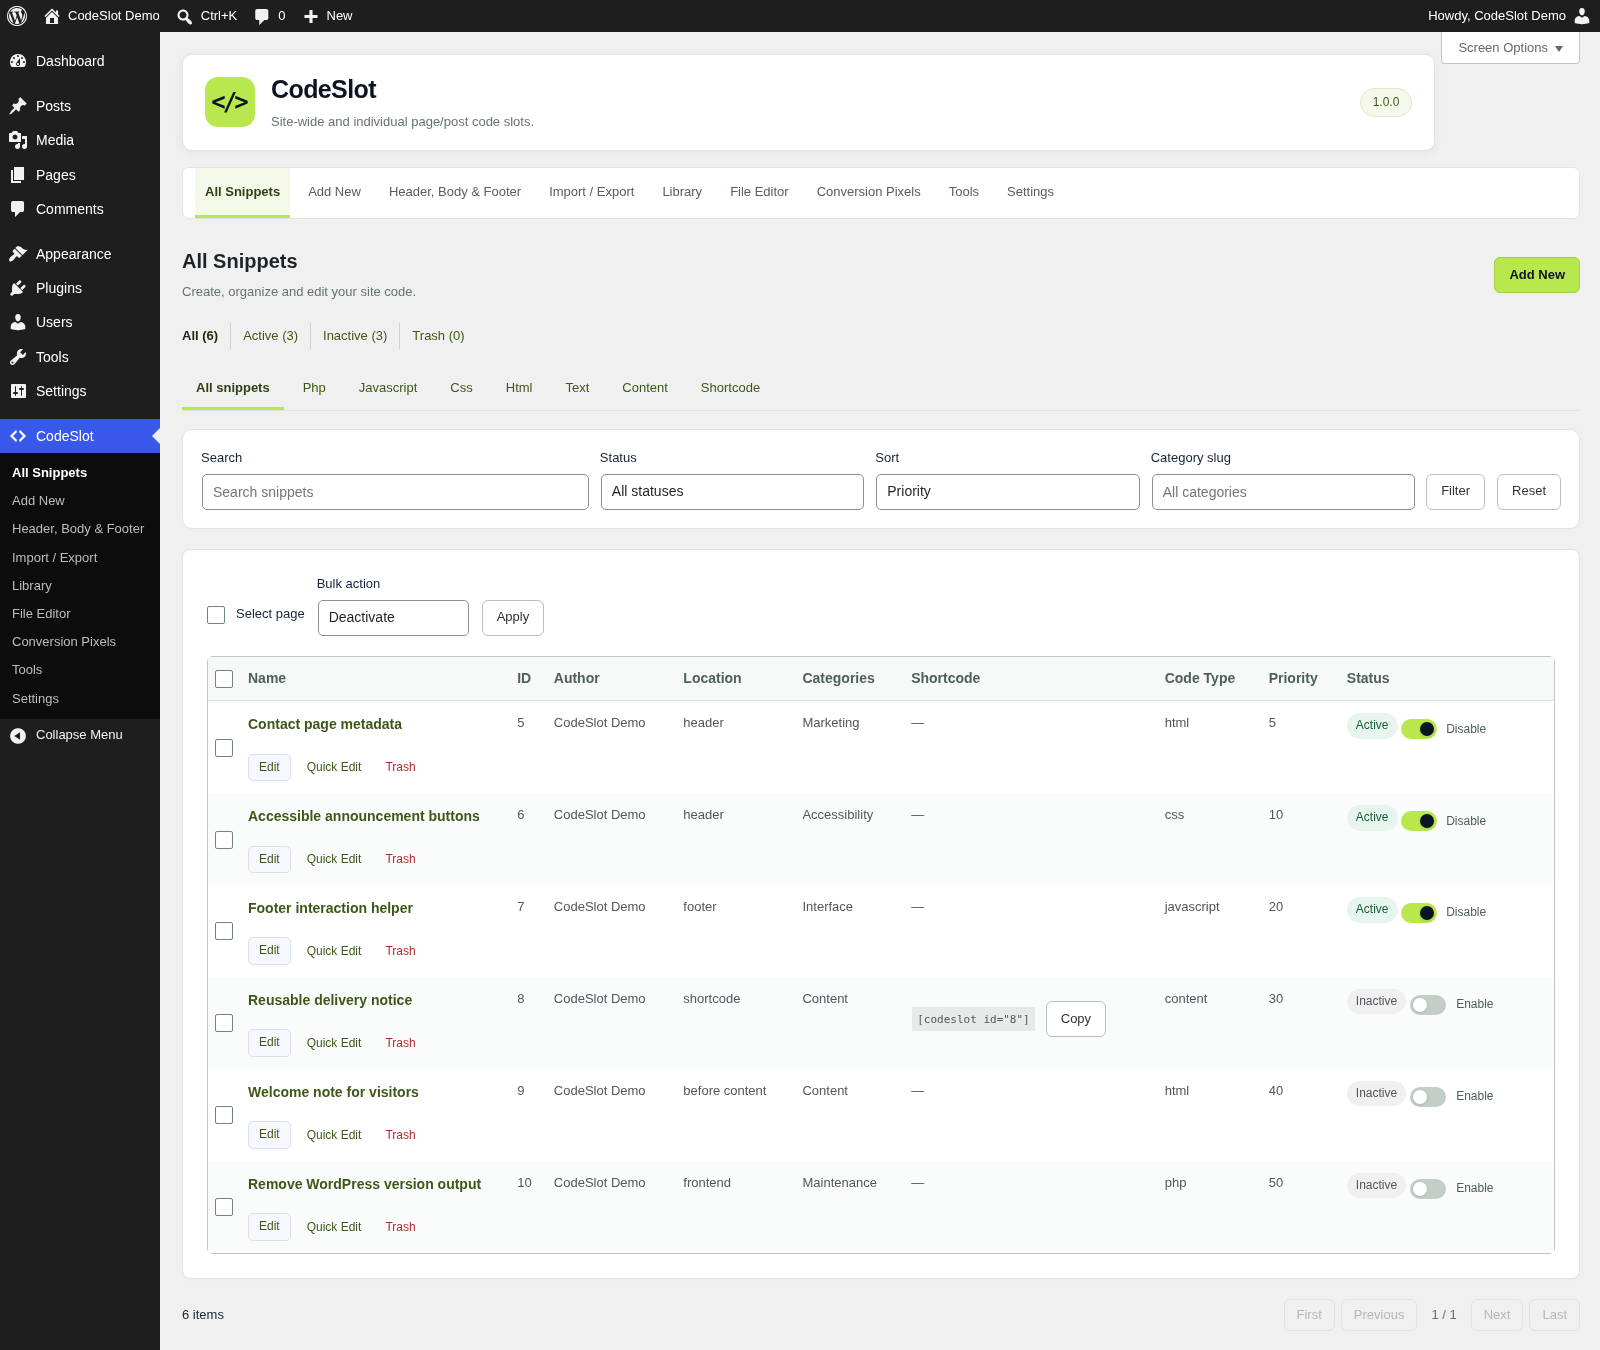 CodeSlot Demo Ctrl+K 0 New Howdy, CodeSlot Demo
Screen Options
Dashboard
Posts
Media
Pages
Comments
Appearance
Plugins
Users
Tools
Settings
CodeSlot
All Snippets
Add New
Header, Body & Footer
Import / Export
Library
File Editor
Conversion Pixels
Tools
Settings
Collapse Menu
</> CodeSlot
Site-wide and individual page/post code slots.
1.0.0
All Snippets Add New Header, Body & Footer Import / Export Library File Editor Conversion Pixels Tools Settings
All Snippets
Create, organize and edit your site code.
Add New
All (6) Active (3) Inactive (3) Trash (0)
All snippets Php Javascript Css Html Text Content Shortcode
Search Status Sort Category slug
Search snippets All statuses Priority All categories Filter Reset
Bulk action
Select page Deactivate Apply
Name ID Author Location Categories Shortcode Code Type Priority Status
Contact page metadata 5 CodeSlot Demo header Marketing — html 5 Active Disable
Edit Quick Edit Trash
Accessible announcement buttons 6 CodeSlot Demo header Accessibility — css 10 Active Disable
Edit Quick Edit Trash
Footer interaction helper 7 CodeSlot Demo footer Interface — javascript 20 Active Disable
Edit Quick Edit Trash
Reusable delivery notice 8 CodeSlot Demo shortcode Content [codeslot id="8"] Copy content 30 Inactive Enable
Edit Quick Edit Trash
Welcome note for visitors 9 CodeSlot Demo before content Content — html 40 Inactive Enable
Edit Quick Edit Trash
Remove WordPress version output 10 CodeSlot Demo frontend Maintenance — php 50 Inactive Enable
Edit Quick Edit Trash
6 items First Previous 1 / 1 Next Last